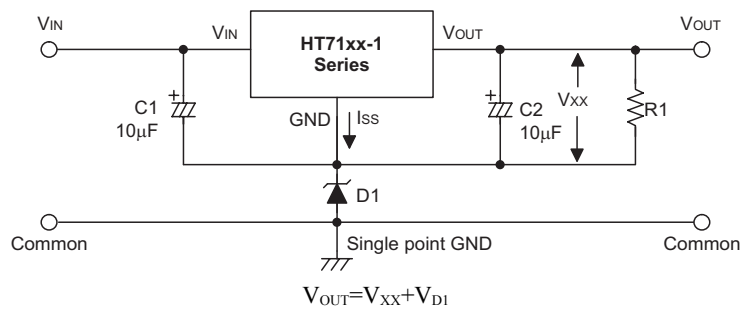 VIN
VIN
HT71xx-1
Series
VOUT
VOUT
C1
10μF
GND
ISS
C2
10μF
VXX
R1
D1
Common
Single point GND
Common
VOUT=VXX+VD1